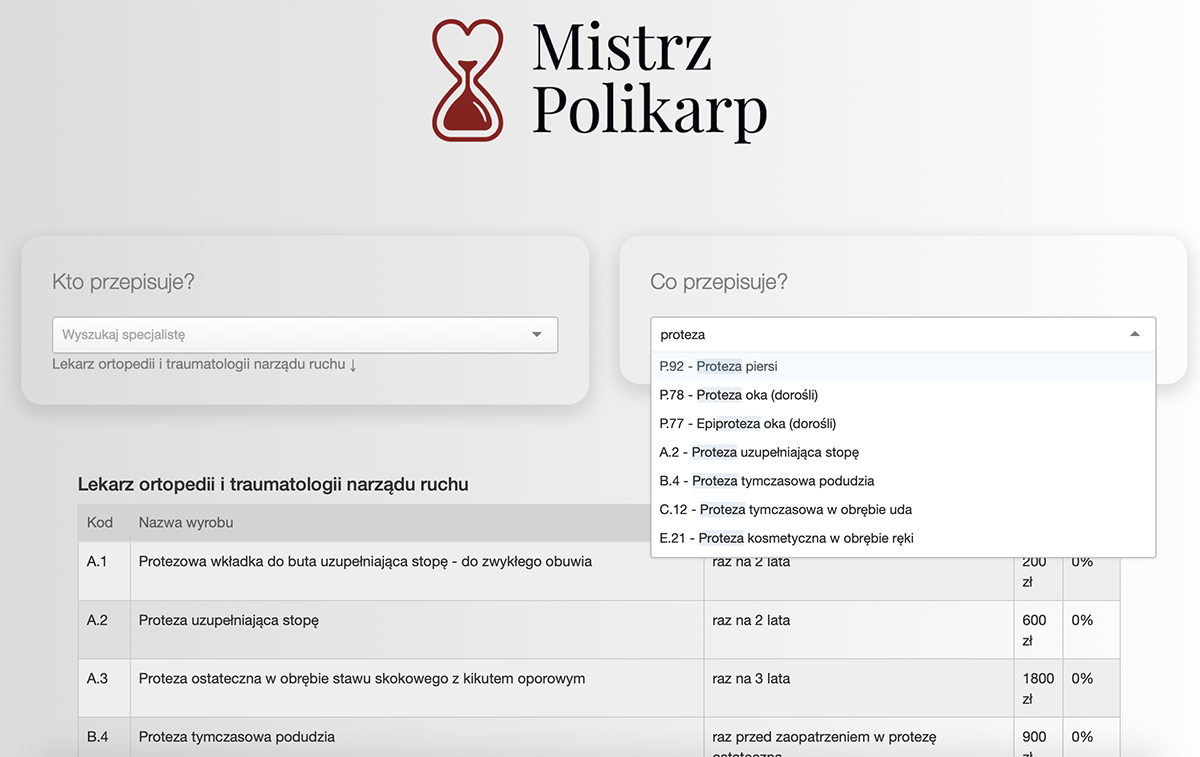 Mistrz
Polikarp
Kto przepisuje?
Wyszukaj specjalistę
Lekarz ortopedii i traumatologii narządu ruchu ↓
Co przepisuje?
proteza
P.92 - Proteza piersi
P.78 - Proteza oka (dorośli)
P.77 - Epiproteza oka (dorośli)
A.2 - Proteza uzupełniająca stopę
B.4 - Proteza tymczasowa podudzia
C.12 - Proteza tymczasowa w obrębie uda
E.21 - Proteza kosmetyczna w obrębie ręki
Lekarz ortopedii i traumatologii narządu ruchu
Kod Nazwa wyrobu
A.1 Protezowa wkładka do buta uzupełniająca stopę - do zwykłego obuwia raz na 2 lata 200 0%
zł
A.2 Proteza uzupełniająca stopę raz na 2 lata 600 0%
zł
A.3 Proteza ostateczna w obrębie stawu skokowego z kikutem oporowym raz na 3 lata 1800 0%
zł
B.4 Proteza tymczasowa podudzia raz przed zaopatrzeniem w protezę 900 0%